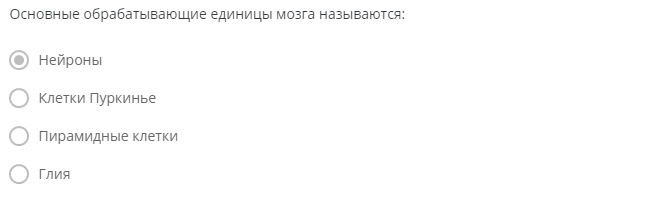 Основные обрабатывающие единицы мозга называются:
Нейроны
Клетки Пуркинье
Пирамидные клетки
Глия